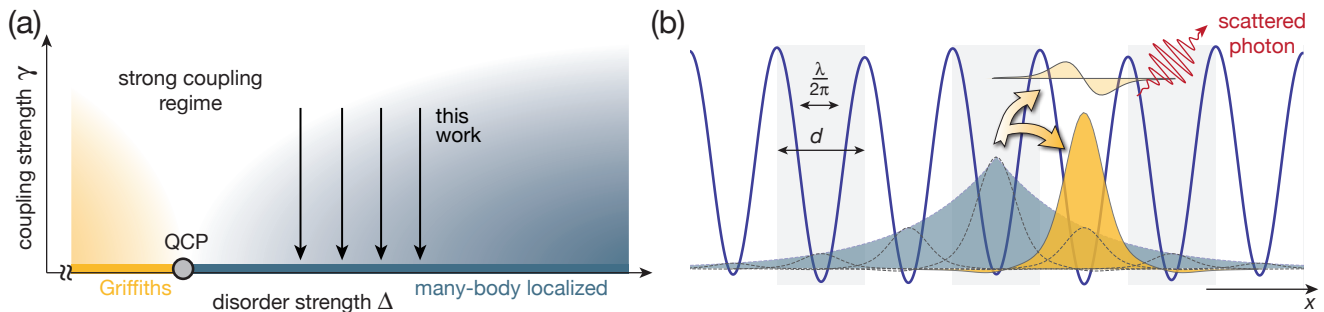 (a)
coupling strength γ
strong coupling
regime
this
work
QCP
Griffiths
disorder strength Δ
many-body localized
(b)
scattered
photon
λ
2π
d
x